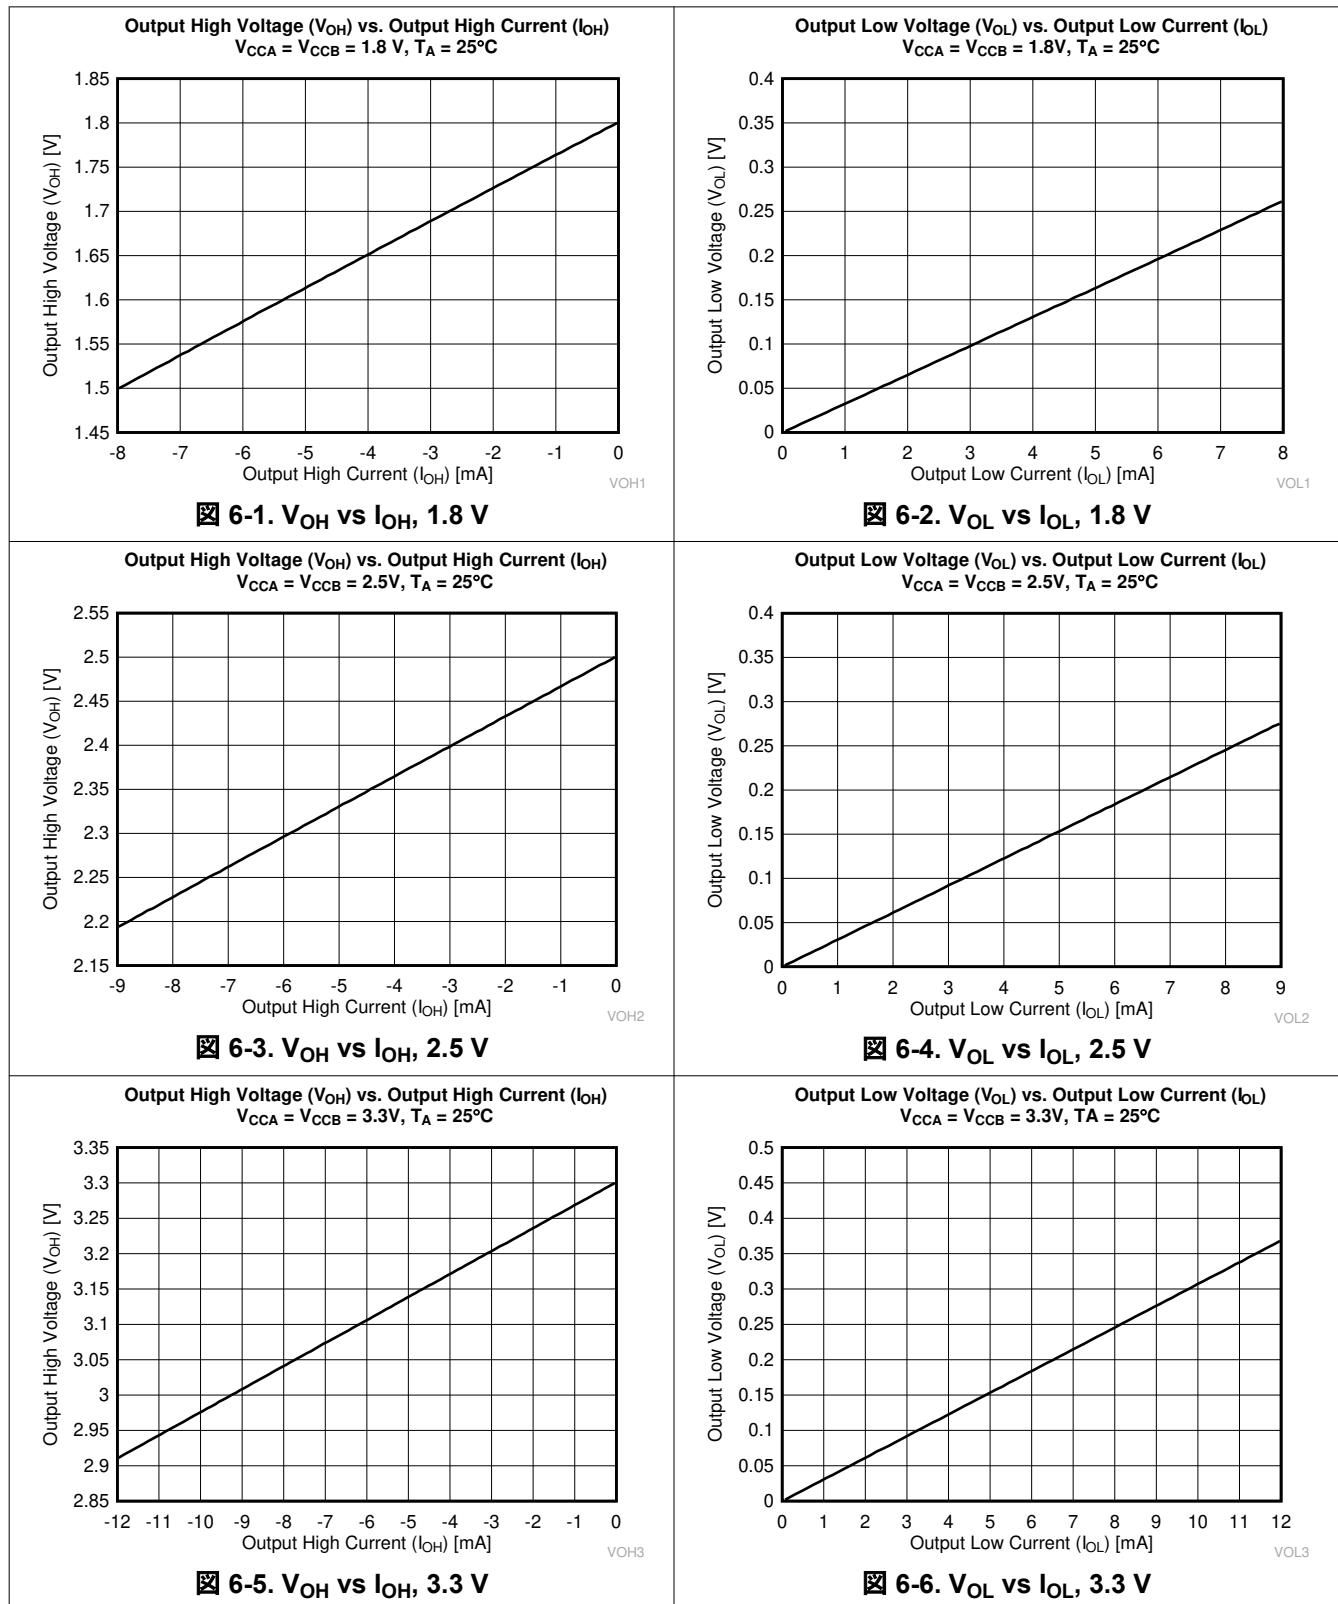 Output High Voltage (VOH) vs. Output High Current (IOH)
VCCA = VCCB = 1.8 V, TA = 25°C
1.85
1.8
1.75
1.7
1.65
1.6
1.55
1.5
1.45
Output High Voltage (VOH) [V]
-8 -7 -6 -5 -4 -3 -2 -1 0
Output High Current (IOH) [mA]
VOH1
図 6-1. VOH vs IOH, 1.8 V
Output Low Voltage (VOL) vs. Output Low Current (IOL)
VCCA = VCCB = 1.8V, TA = 25°C
0.4
0.35
0.3
0.25
0.2
0.15
0.1
0.05
0
Output Low Voltage (VOL) [V]
0 1 2 3 4 5 6 7 8
Output Low Current (IOL) [mA]
VOL1
図 6-2. VOL vs IOL, 1.8 V
Output High Voltage (VOH) vs. Output High Current (IOH)
VCCA = VCCB = 2.5V, TA = 25°C
2.55
2.5
2.45
2.4
2.35
2.3
2.25
2.2
2.15
Output High Voltage (VOH) [V]
-9 -8 -7 -6 -5 -4 -3 -2 -1 0
Output High Current (IOH) [mA]
VOH2
図 6-3. VOH vs IOH, 2.5 V
Output Low Voltage (VOL) vs. Output Low Current (IOL)
VCCA = VCCB = 2.5V, TA = 25°C
0.4
0.35
0.3
0.25
0.2
0.15
0.1
0.05
0
Output Low Voltage (VOL) [V]
0 1 2 3 4 5 6 7 8 9
Output Low Current (IOL) [mA]
VOL2
図 6-4. VOL vs IOL, 2.5 V
Output High Voltage (VOH) vs. Output High Current (IOH)
VCCA = VCCB = 3.3V, TA = 25°C
3.35
3.3
3.25
3.2
3.15
3.1
3.05
3
2.95
2.9
2.85
Output High Voltage (VOH) [V]
-12 -11 -10 -9 -8 -7 -6 -5 -4 -3 -2 -1 0
Output High Current (IOH) [mA]
VOH3
図 6-5. VOH vs IOH, 3.3 V
Output Low Voltage (VOL) vs. Output Low Current (IOL)
VCCA = VCCB = 3.3V, TA = 25°C
0.5
0.45
0.4
0.35
0.3
0.25
0.2
0.15
0.1
0.05
0
Output Low Voltage (VOL) [V]
0 1 2 3 4 5 6 7 8 9 10 11 12
Output Low Current (IOL) [mA]
VOL3
図 6-6. VOL vs IOL, 3.3 V